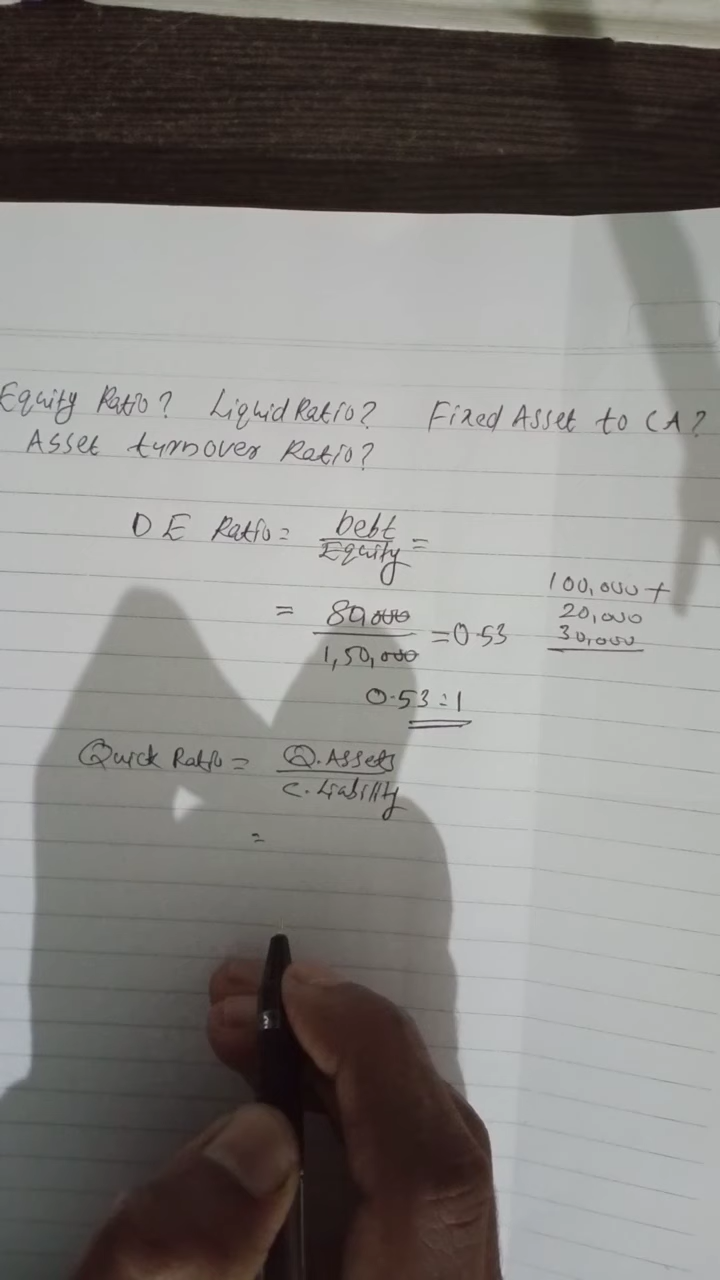 Equity Ratio? Liquid Ratio? Fixed Asset to CA?
Asset turnover Ratio?
DE Ratio = Debt / Equity =
= 80,000 / 1,50,000 = 0.53
100,000 +
20,000
30,000
0.53:1
Quick Ratio = Q.Assets / C.Liability
=